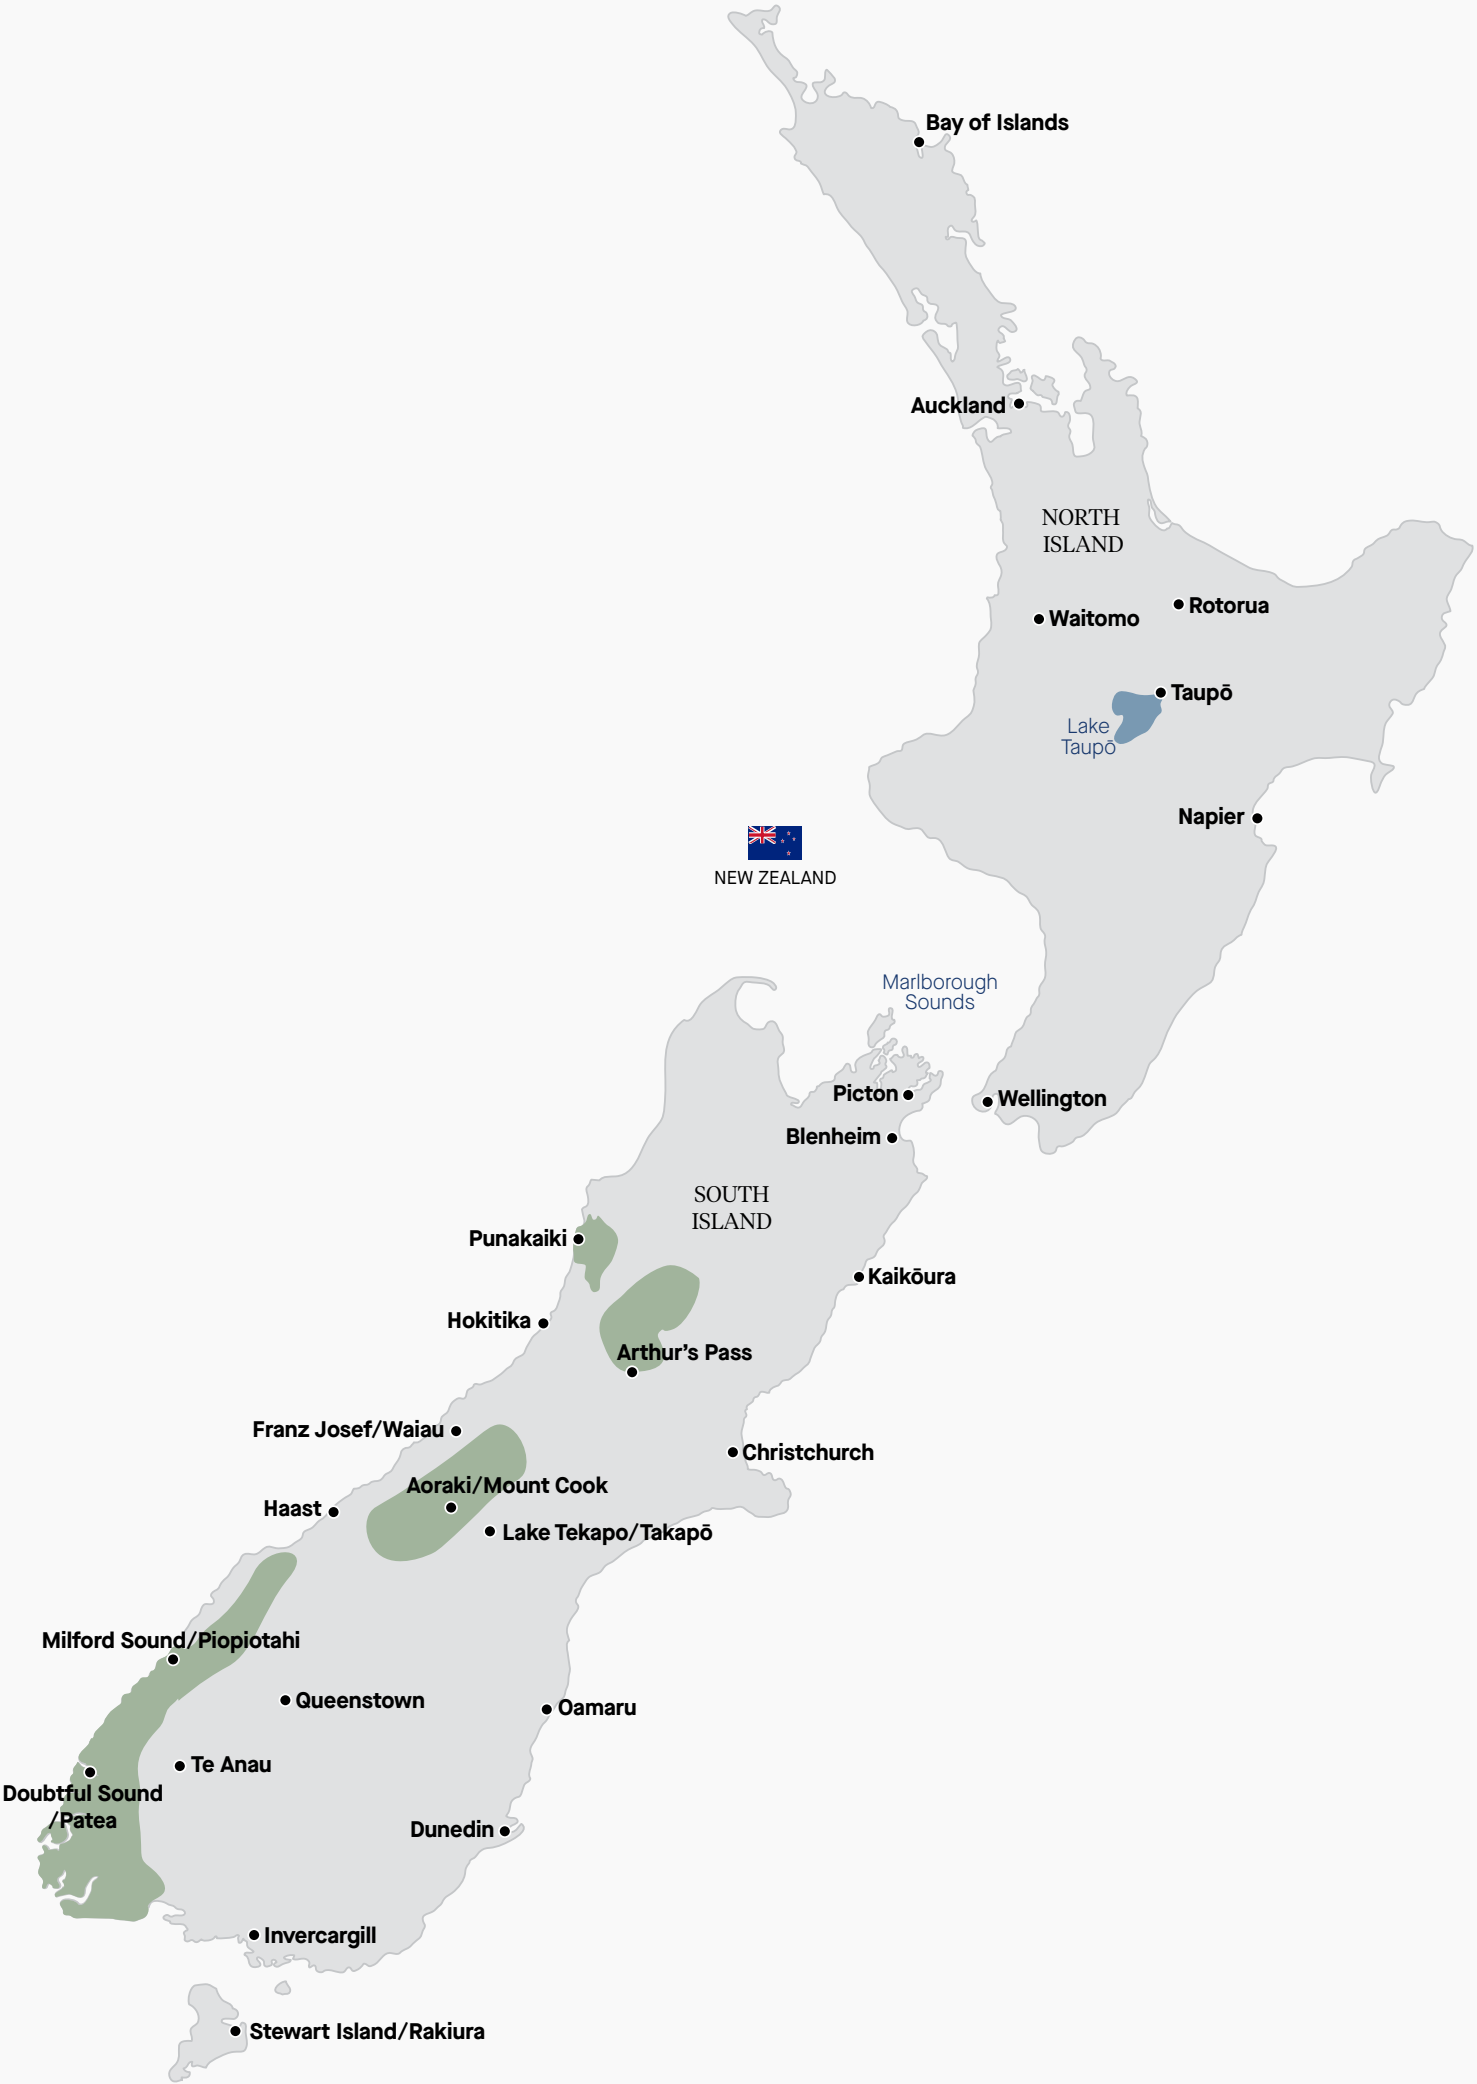 Bay of Islands
Auckland
NORTH
ISLAND
Rotorua
Waitomo
Taupō
Lake
Taupō
Napier
NEW ZEALAND
Marlborough
Sounds
Picton
Wellington
Blenheim
SOUTH
ISLAND
Punakaiki
Kaikōura
Hokitika
Arthur’s Pass
Franz Josef/Waiau
Christchurch
Aoraki/Mount Cook
Haast
Lake Tekapo/Takapō
Milford Sound/Piopiotahi
Queenstown
Oamaru
Te Anau
Doubtful Sound
/Patea
Dunedin
Invercargill
Stewart Island/Rakiura